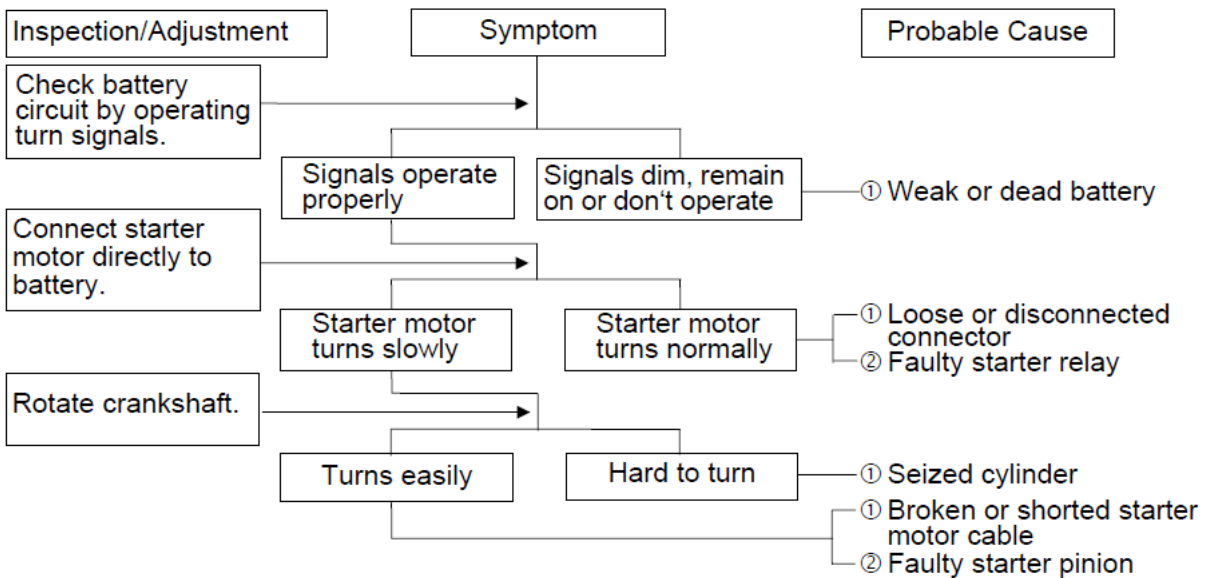 Inspection/Adjustment
Symptom
Probable Cause
Check battery
circuit by operating
turn signals.
Signals operate
properly
Signals dim, remain
on or don‘t operate
① Weak or dead battery
Connect starter
motor directly to
battery.
Starter motor
turns slowly
Starter motor
turns normally
① Loose or disconnected
connector
② Faulty starter relay
Rotate crankshaft.
Turns easily
Hard to turn
① Seized cylinder
① Broken or shorted starter
motor cable
② Faulty starter pinion